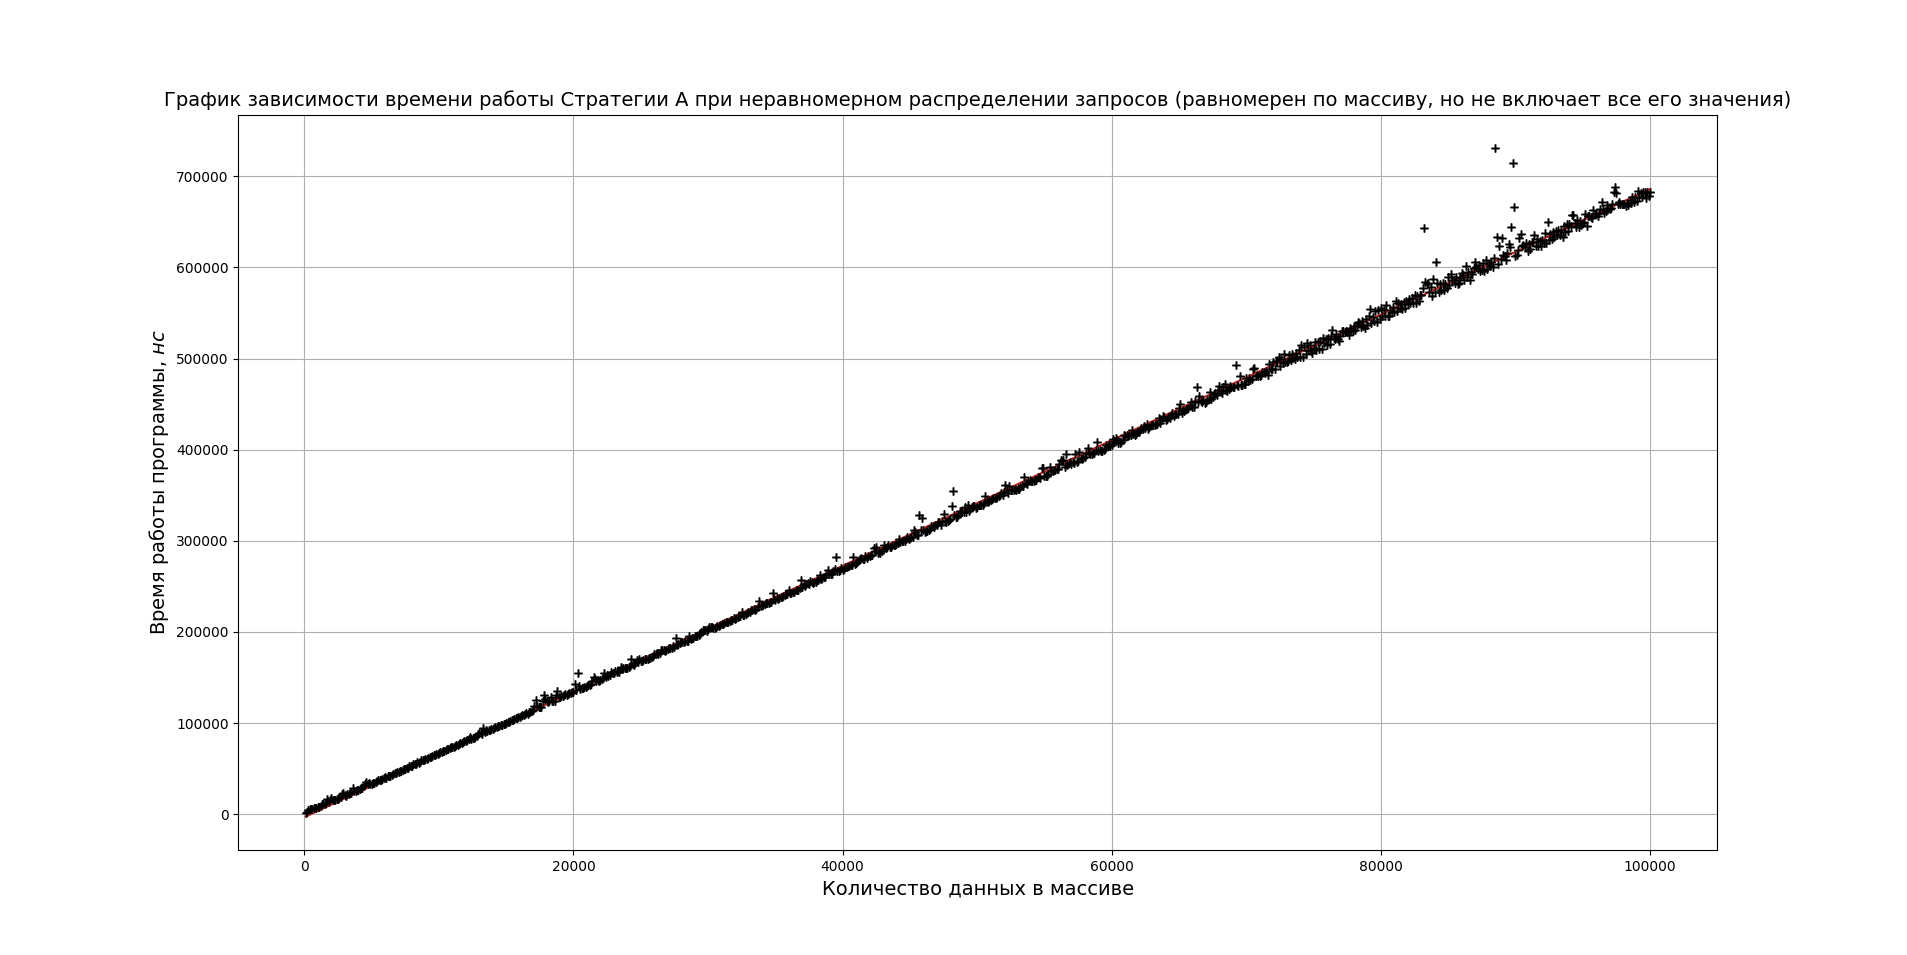 График зависимости времени работы Стратегии А при неравномерном распределении запросов (равномерен по массиву, но не включает все его значения)
Время работы программы, нс
700000
600000
500000
400000
300000
200000
100000
0
0 20000 40000 60000 80000 100000
Количество данных в массиве